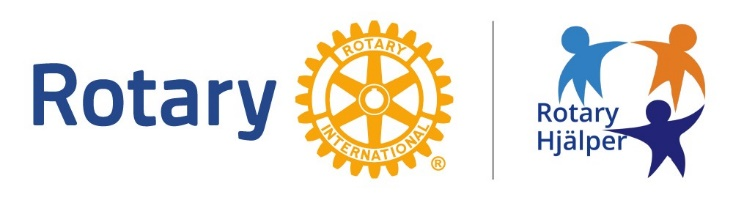 Rotary
ROTARY
INTERNATIONAL
®
Rotary
Hjälper